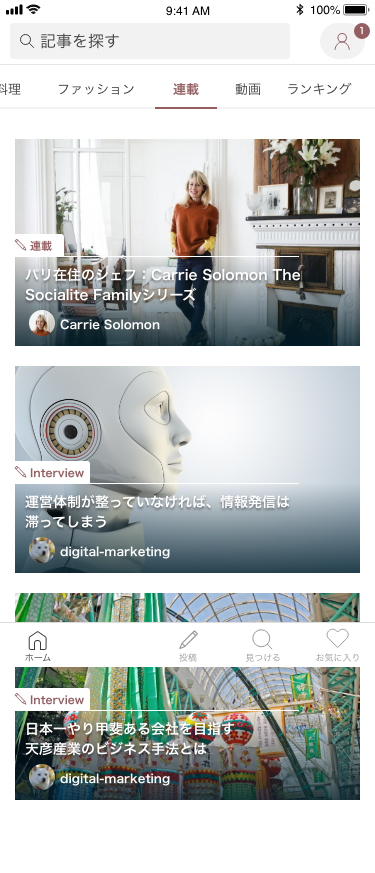 9:41 AM
100%
記事を探す
1
料理 ファッション 連載 動画 ランキング
連載
パリ在住のシェフ：Carrie Solomon The
Socialite Familyシリーズ
Carrie Solomon
Interview
運営体制が整っていなければ、情報発信は
滞ってしまう
digital-marketing
ホーム 投稿 見つける お気に入り
Interview
日本一やり甲斐ある会社を目指す
天彦産業のビジネス手法とは
digital-marketing